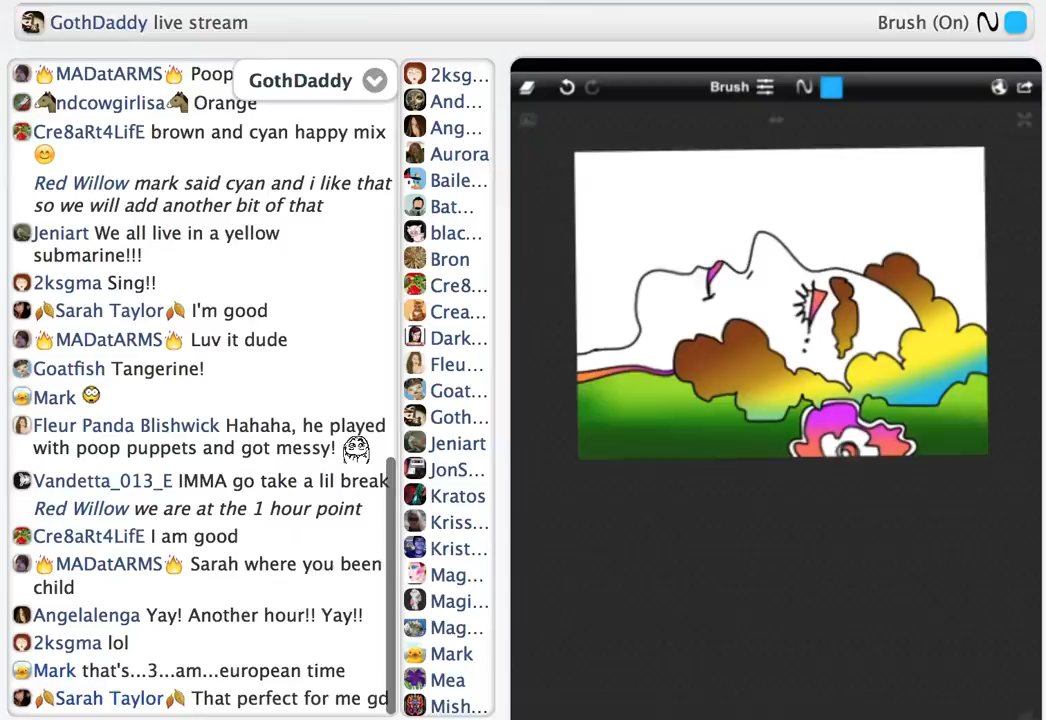 GothDaddy live stream
Brush (On)
MADatARMS Poop
GothDaddy
ndcowgirlisa Orange
Cre8aRt4LifE brown and cyan happy mix
Red Willow mark said cyan and i like that
so we will add another bit of that
Jeniart We all live in a yellow
submarine!!!
2ksgma Sing!!
Sarah Taylor I'm good
MADatARMS Luv it dude
Goatfish Tangerine!
Mark
Fleur Panda Blishwick Hahaha, he played
with poop puppets and got messy!
Vandetta_013_E IMMA go take a lil break
Red Willow we are at the 1 hour point
Cre8aRt4LifE I am good
MADatARMS Sarah where you been
child
Angelalenga Yay! Another hour!! Yay!!
2ksgma lol
Mark that's...3...am...european time
Sarah Taylor That perfect for me gd
2ksg...
And...
Ang...
Aurora
Baile...
Bat...
blac...
Bron
Cre8...
Crea...
Dark...
Fleu...
Goat...
Goth...
Jeniart
JonS...
Kratos
Kriss...
Krist...
Mag...
Magi...
Mag...
Mark
Mea
Mish...
Brush